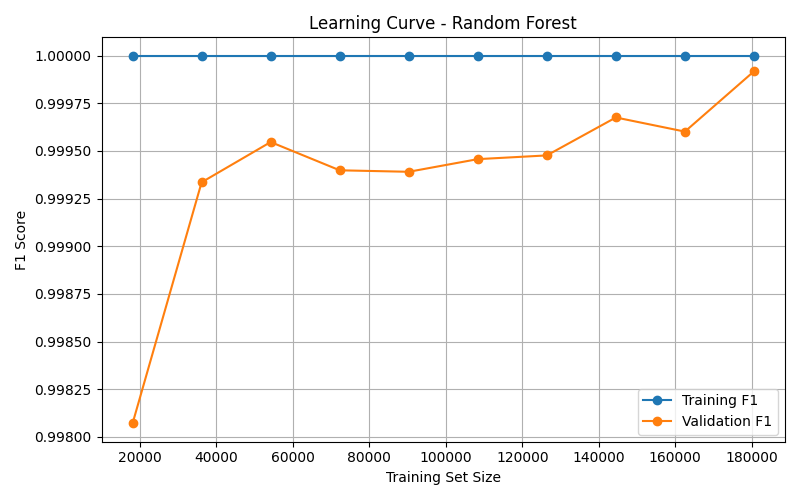 Learning Curve - Random Forest
1.00000
0.99975
0.99950
0.99925
0.99900
0.99875
0.99850
0.99825
0.99800
F1 Score
Training F1
Validation F1
20000 40000 60000 80000 100000 120000 140000 160000 180000
Training Set Size